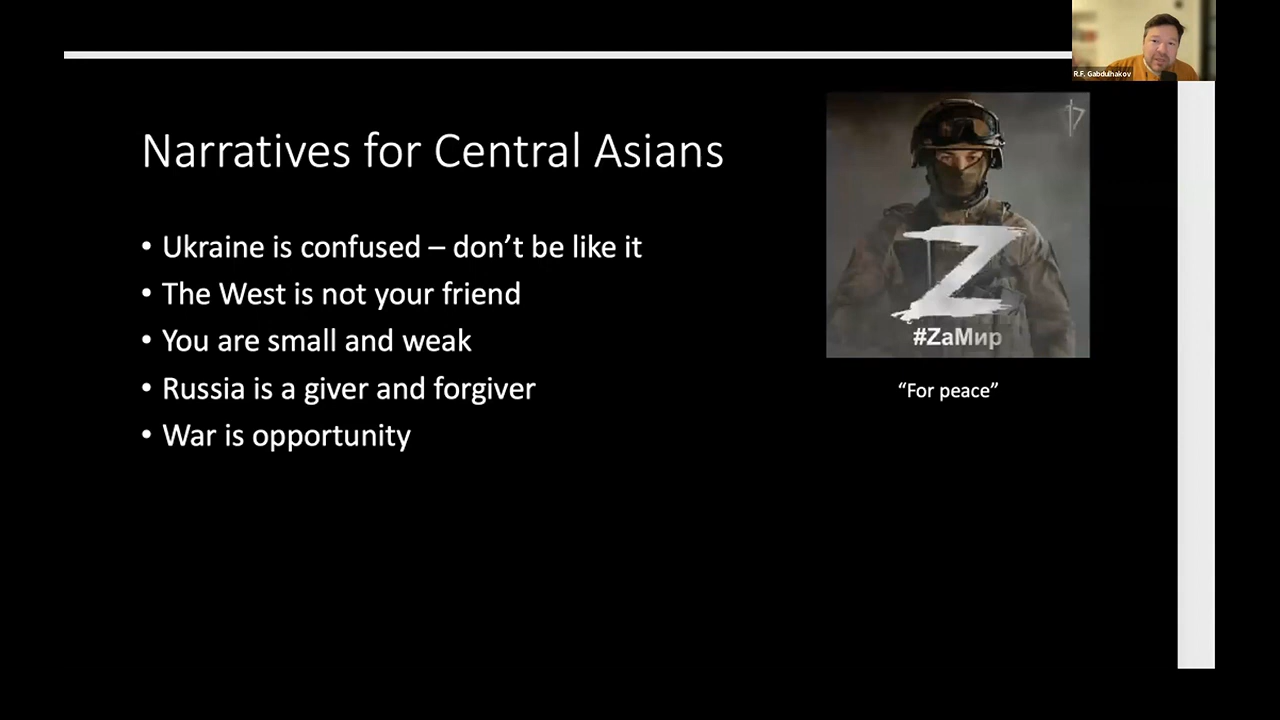 R.F. Gabdulhakov
Narratives for Central Asians
• Ukraine is confused – don’t be like it
• The West is not your friend
• You are small and weak
• Russia is a giver and forgiver
• War is opportunity
Z
#ZaМир
“For peace”